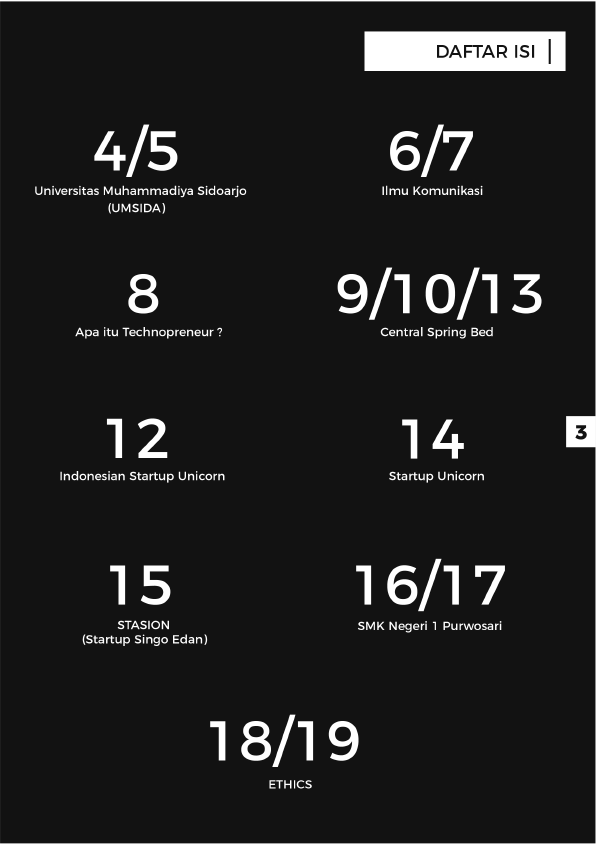 DAFTAR ISI |
4/5
Universitas Muhammadiya Sidoarjo
(UMSIDA)
6/7
Ilmu Komunikasi
8
Apa itu Technopreneur ?
9/10/13
Central Spring Bed
12
Indonesian Startup Unicorn
14
Startup Unicorn
3
15
STASION
(Startup Singo Edan)
16/17
SMK Negeri 1 Purwosari
18/19
ETHICS